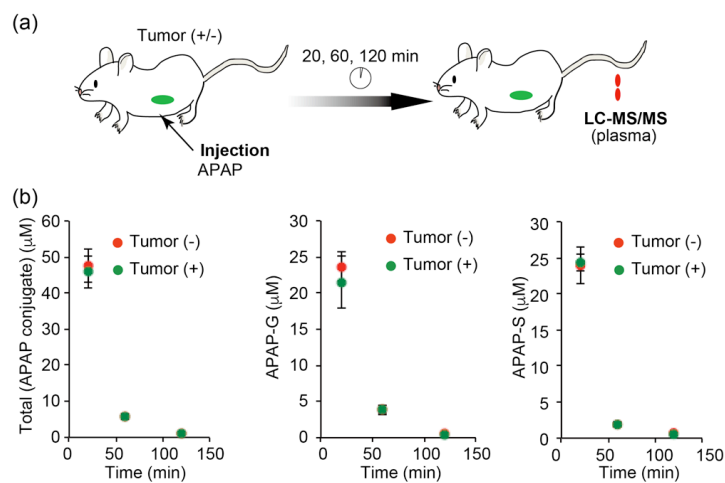 (a)
Tumor (+/-)
20, 60, 120 min
Injection
APAP
LC-MS/MS
(plasma)
(b)
Total (APAP conjugate) (μM)
60
50
40
30
20
10
0
Tumor (-)
Tumor (+)
0 50 100 150
Time (min)
APAP-G (μM)
30
25
20
15
10
5
0
Tumor (-)
Tumor (+)
0 50 100 150
Time (min)
APAP-S (μM)
30
25
20
15
10
5
0
Tumor (-)
Tumor (+)
0 50 100 150
Time (min)